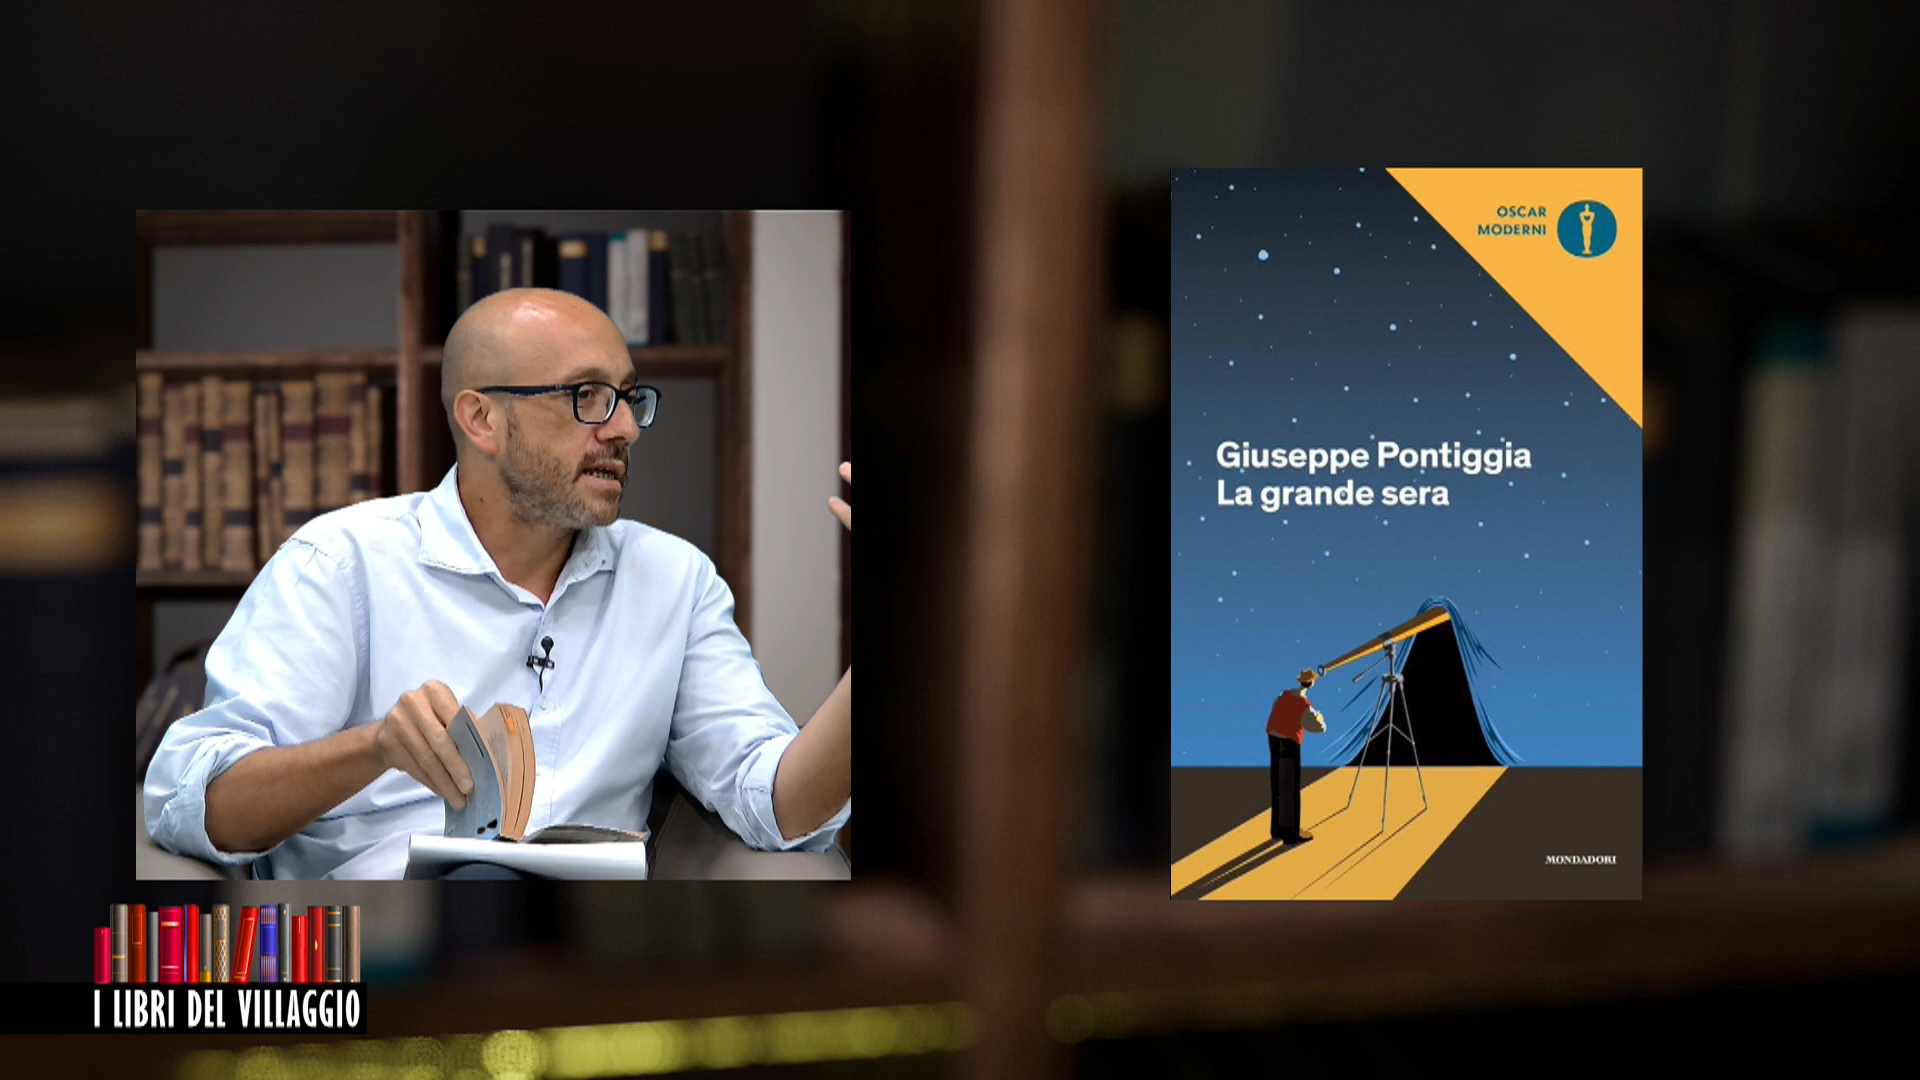 OSCAR
MODERNI
Giuseppe Pontiggia
La grande sera
MONDADORI
I LIBRI DEL VILLAGGIO